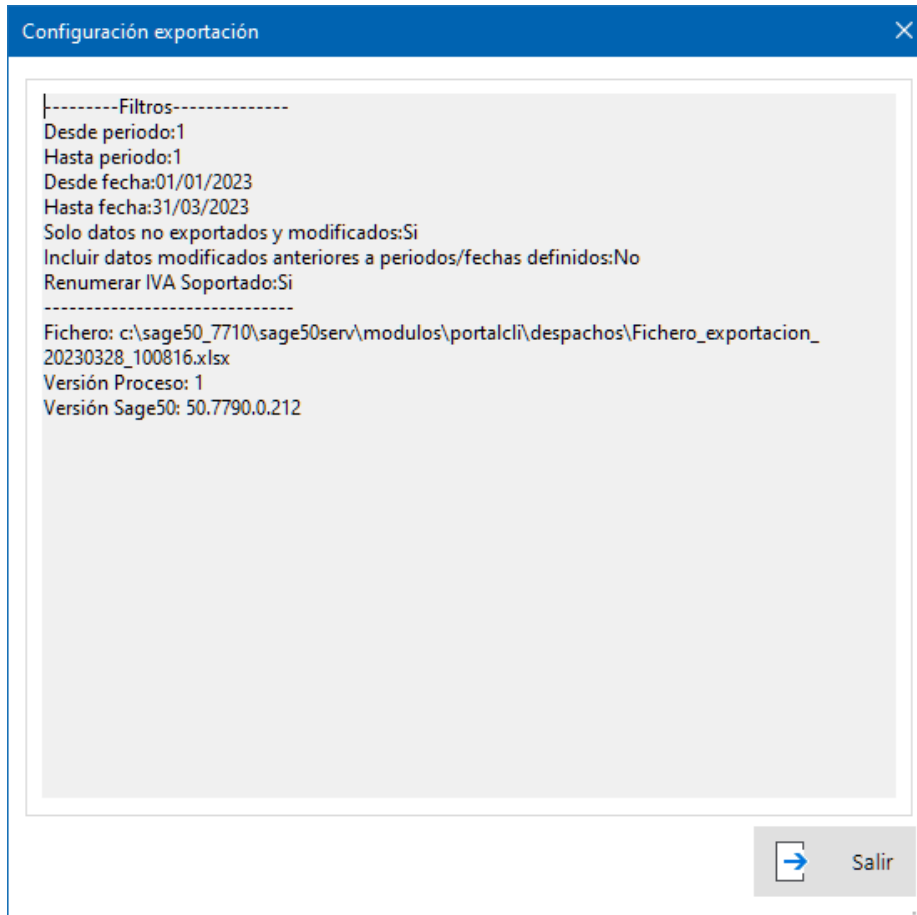 Configuración exportación
---------Filtros--------------
Desde periodo:1
Hasta periodo:1
Desde fecha:01/01/2023
Hasta fecha:31/03/2023
Solo datos no exportados y modificados:Si
Incluir datos modificados anteriores a periodos/fechas definidos:No
Renumerar IVA Soportado:Si
------------------------------
Fichero: c:\sage50_7710\sage50serv\modulos\portalcli\despachos\Fichero_exportacion_
20230328_100816.xlsx
Versión Proceso: 1
Versión Sage50: 50.7790.0.212
Salir